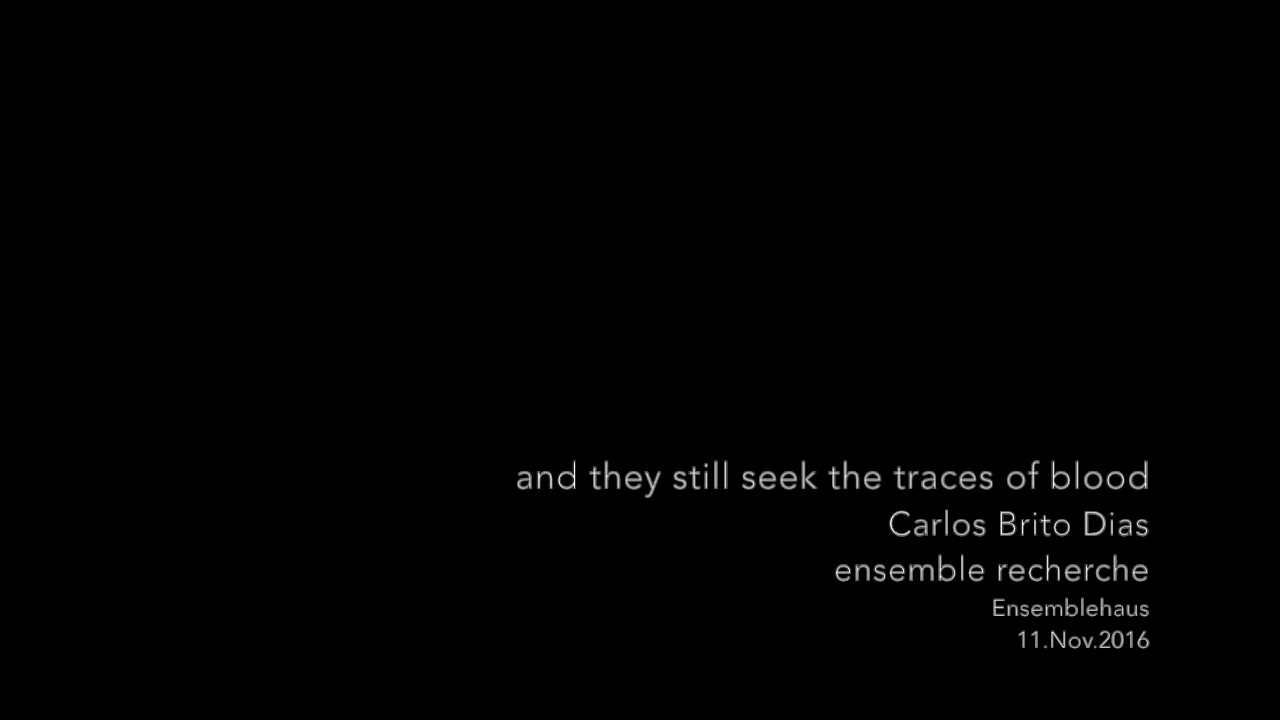 and they still seek the traces of blood
Carlos Brito Dias
ensemble recherche
Ensemblehaus
11.Nov.2016